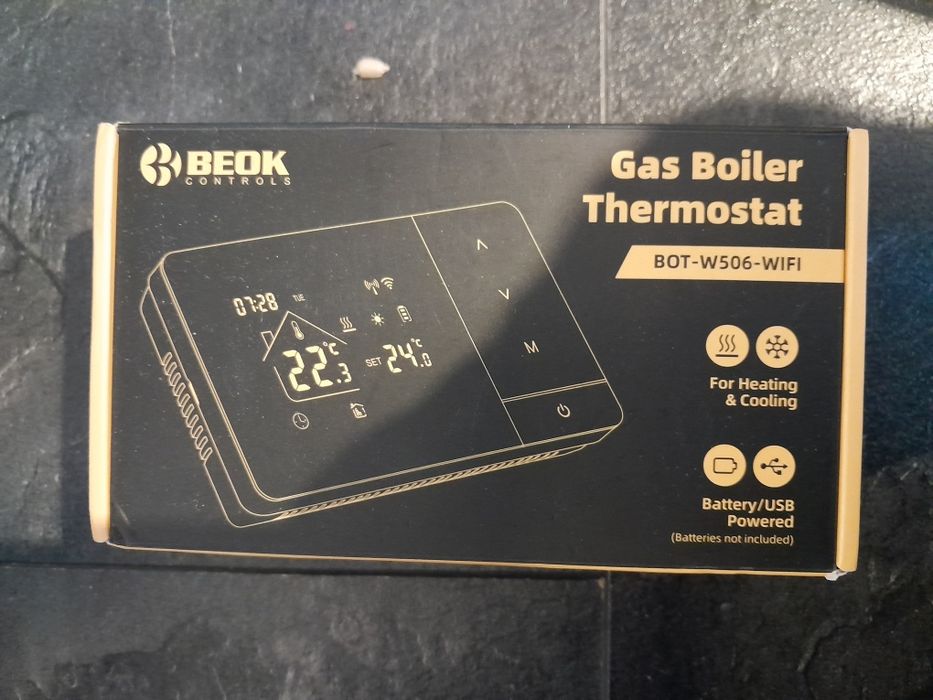 BEOK
CONTROLS
Gas Boiler
Thermostat
BOT-W506-WIFI
07:28 TUE
22.3 °C
SET 24.0 °C
M
For Heating
& Cooling
Battery/USB
Powered
(Batteries not included)